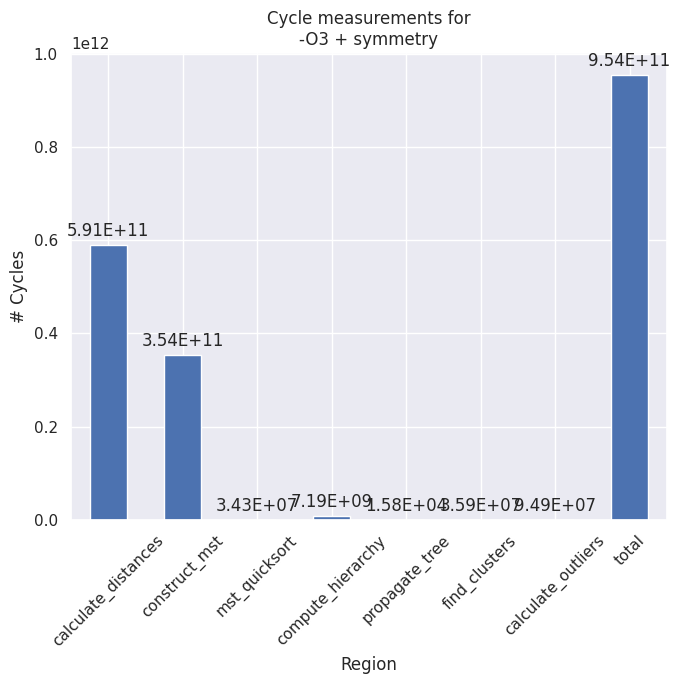 Cycle measurements for
-O3 + symmetry
1e12
1.0
0.8
0.6
0.4
0.2
0.0
# Cycles
5.91E+11
3.54E+11
3.43E+07
7.19E+09
1.58E+04
3.59E+07
9.49E+07
9.54E+11
calculate_distances
construct_mst
mst_quicksort
compute_hierarchy
propagate_tree
find_clusters
calculate_outliers
total
Region